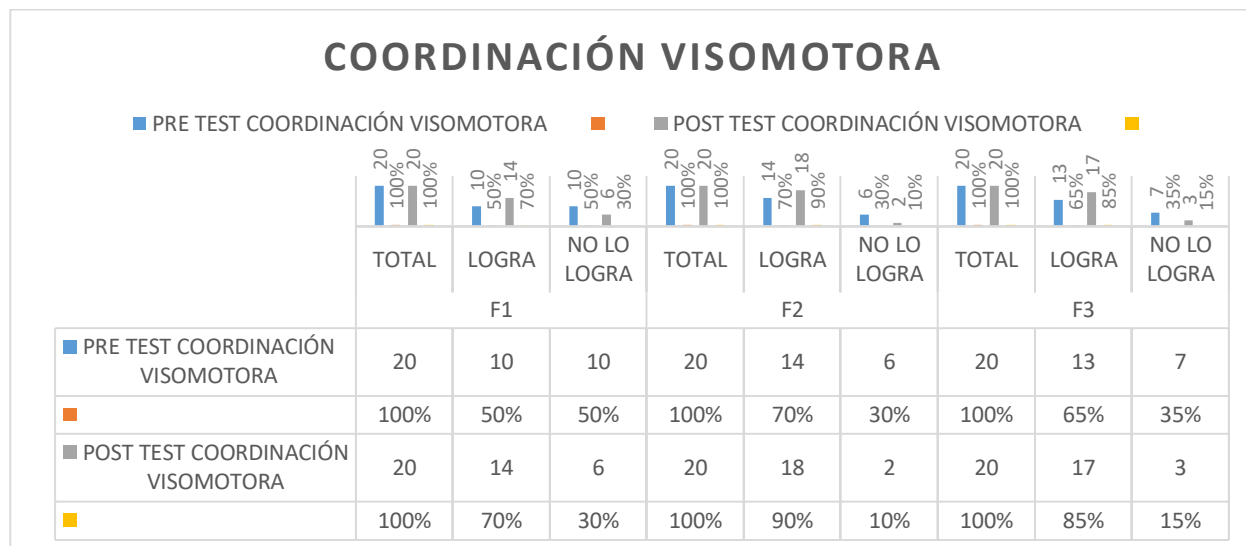 COORDINACIÓN VISOMOTORA
PRE TEST COORDINACIÓN VISOMOTORA POST TEST COORDINACIÓN VISOMOTORA
20 100% 20 100% 10 50% 14 70% 10 50% 6 30% 20 100% 20 100% 14 70% 18 90% 6 30% 2 10% 20 100% 20 100% 13 65% 17 85% 7 35% 3 15%
TOTAL LOGRA NO LO LOGRA TOTAL LOGRA NO LO LOGRA TOTAL LOGRA NO LO LOGRA
F1 F2 F3
PRE TEST COORDINACIÓN
VISOMOTORA 20 10 10 20 14 6 20 13 7
100% 50% 50% 100% 70% 30% 100% 65% 35%
POST TEST COORDINACIÓN
VISOMOTORA 20 14 6 20 18 2 20 17 3
100% 70% 30% 100% 90% 10% 100% 85% 15%